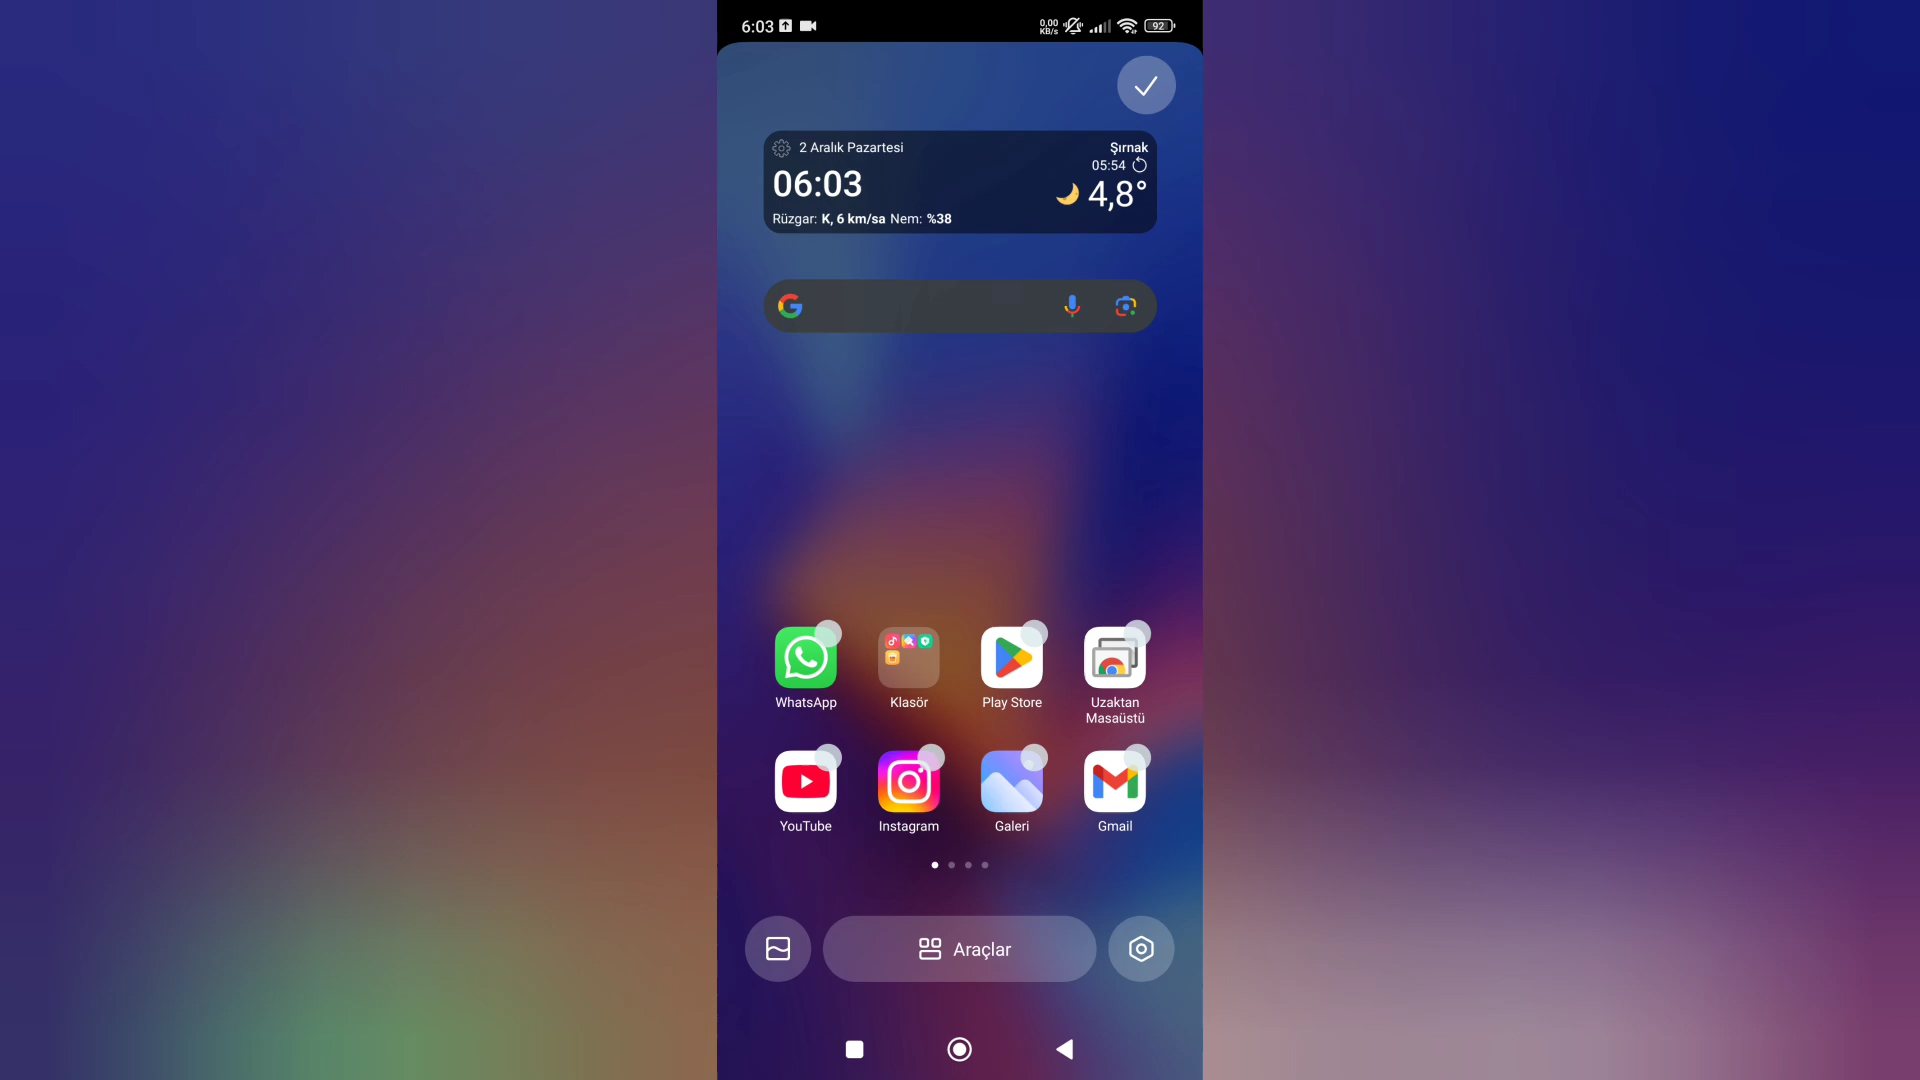 6:03
0,00
KB/s
92
2 Aralık Pazartesi
Şırnak
05:54
06:03
4,8°
Rüzgar: K, 6 km/sa Nem: %38
WhatsApp
Klasör
Play Store
Uzaktan
Masaüstü
YouTube
Instagram
Galeri
Gmail
Araçlar